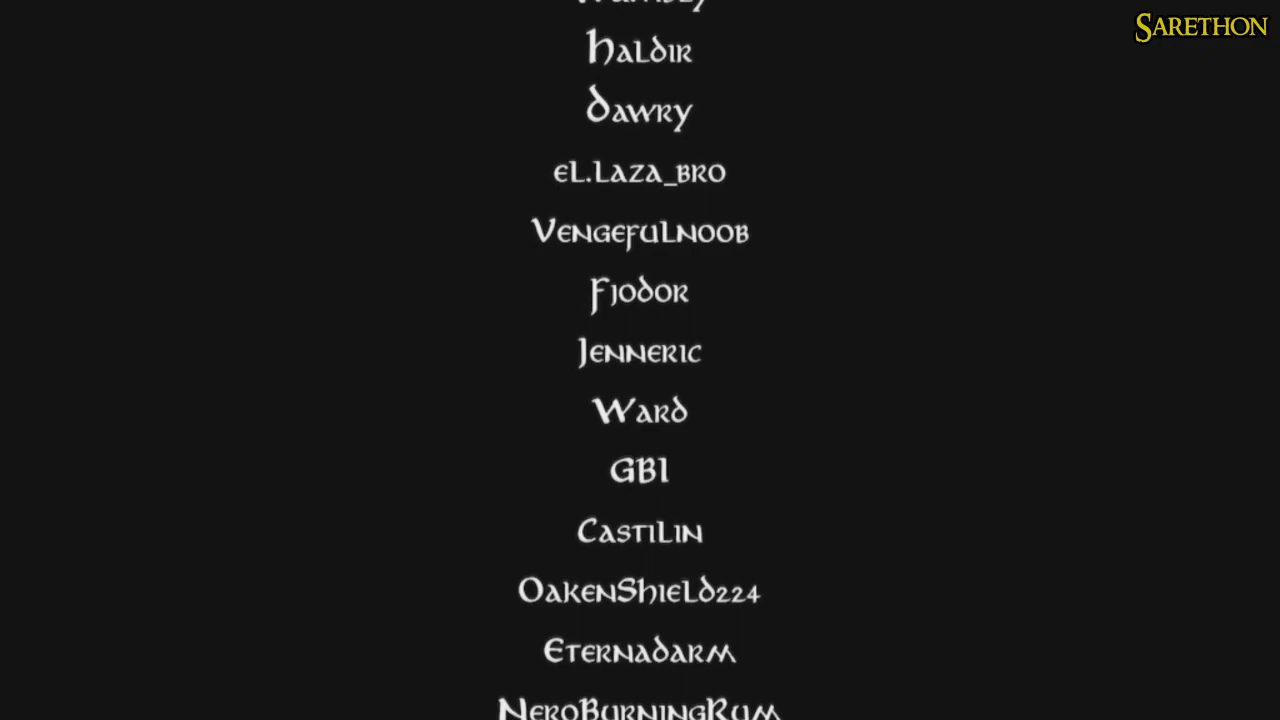 Sarethon
Haldir
Dawry
el.laza_bro
Vengefulnoob
Fjodor
Jenneric
Ward
GBI
Castilin
OakenShield224
Eternadarm
NeroBurningRum